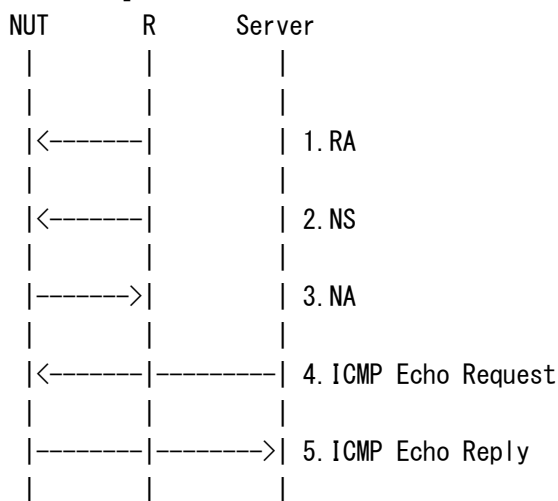 NUT R Server
1. RA
2. NS
3. NA
4. ICMP Echo Request
5. ICMP Echo Reply